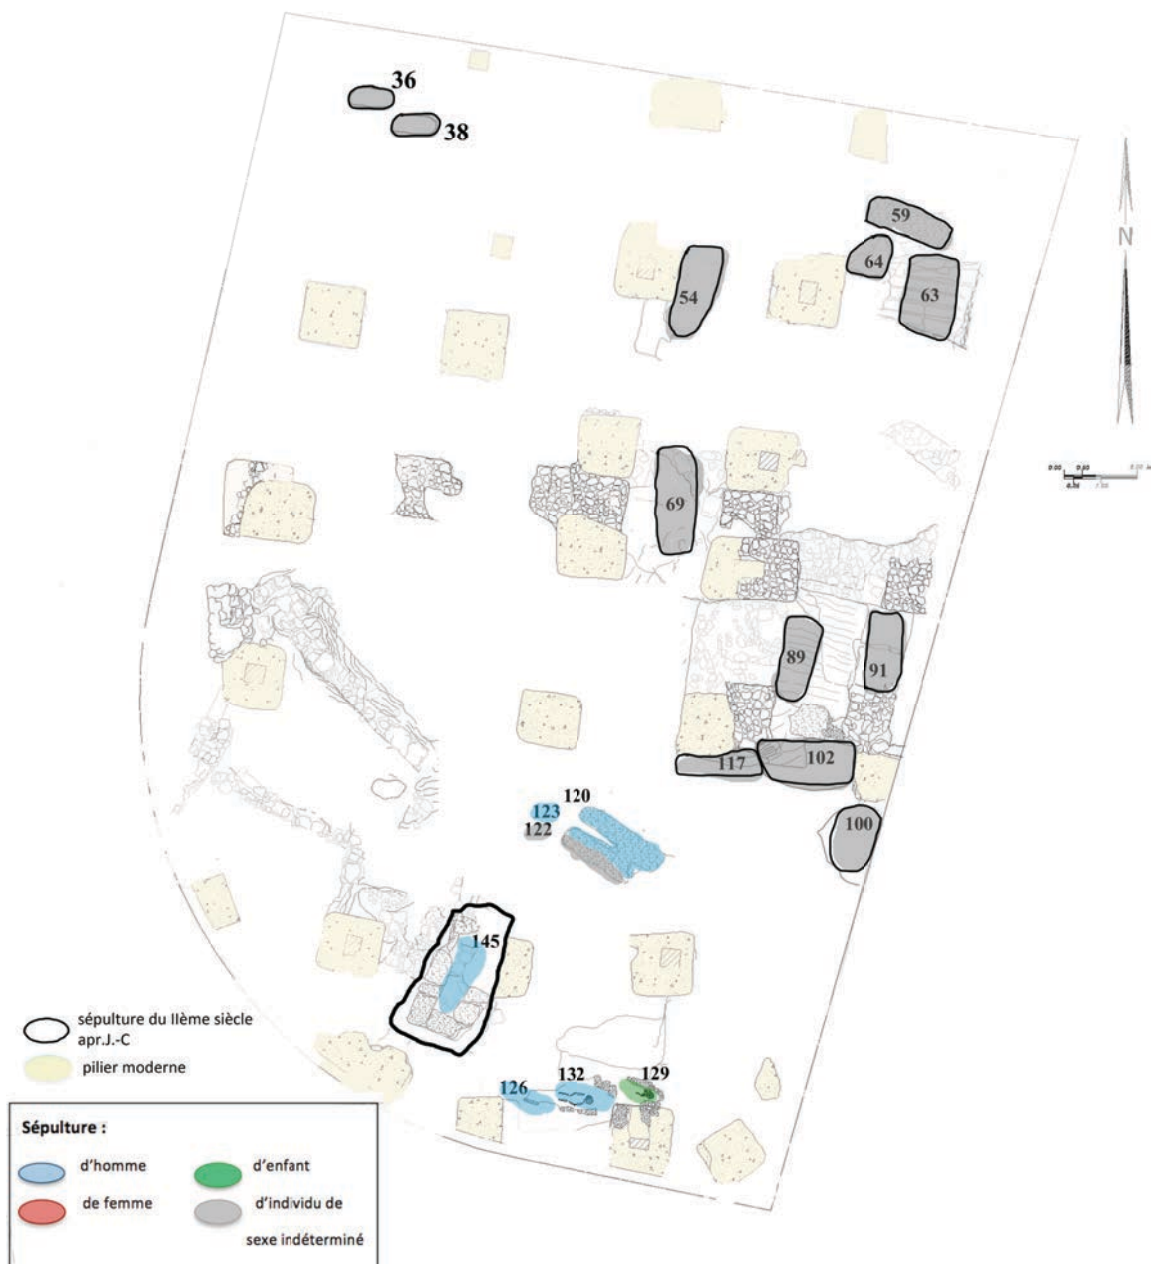 36
38
59
64
63
54
N
69
89
91
117
102
120
123
122
100
145
sépulture du IIème siècle
apr.J.-C
pilier moderne
126
132
129
Sépulture :
d'homme
d'enfant
de femme
d'individu de
sexe indéterminé